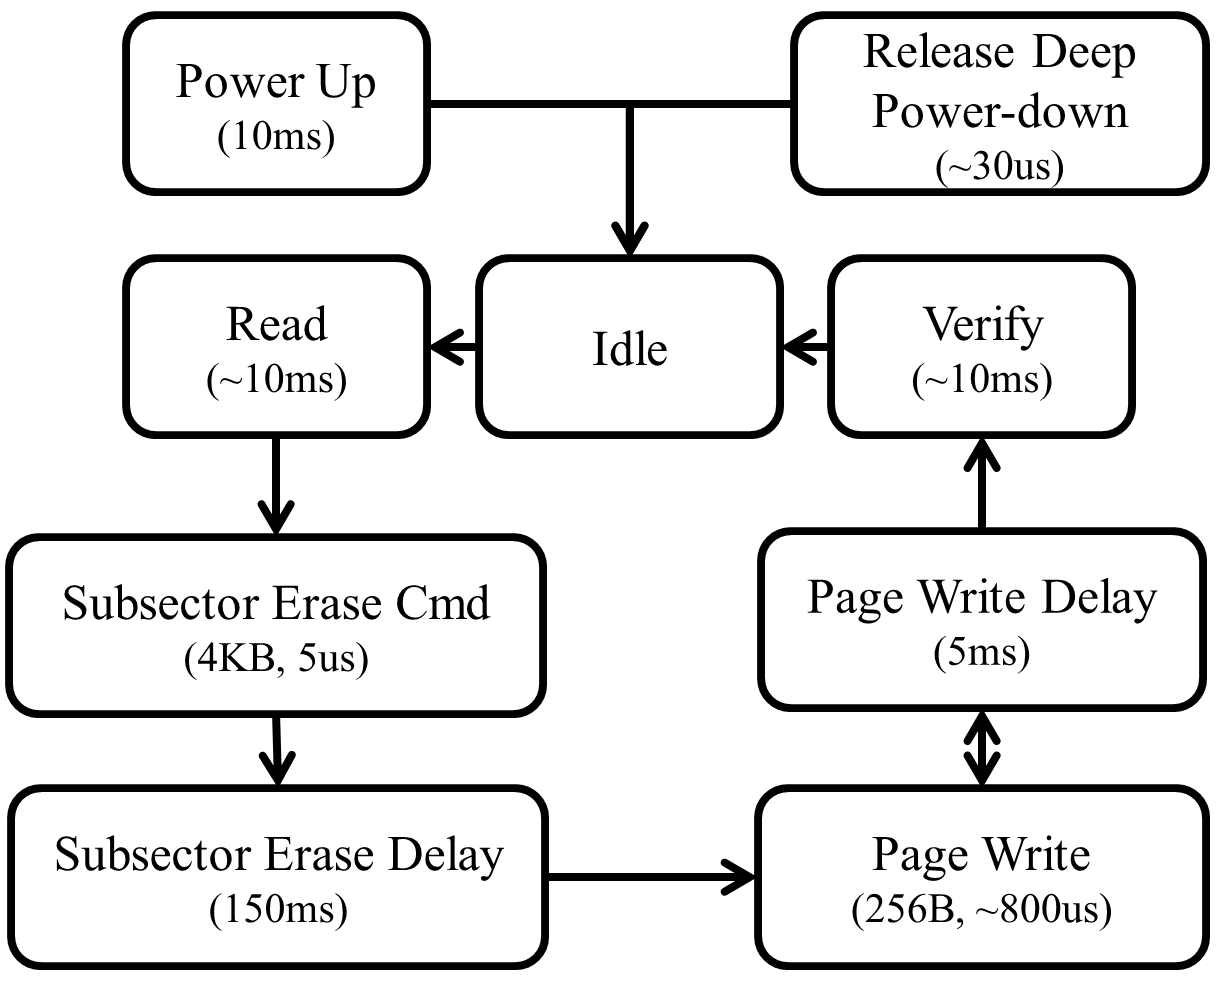 Power Up
(10ms)
Release Deep
Power-down
(~30us)
Read
(~10ms)
Idle
Verify
(~10ms)
Subsector Erase Cmd
(4KB, 5us)
Page Write Delay
(5ms)
Subsector Erase Delay
(150ms)
Page Write
(256B, ~800us)